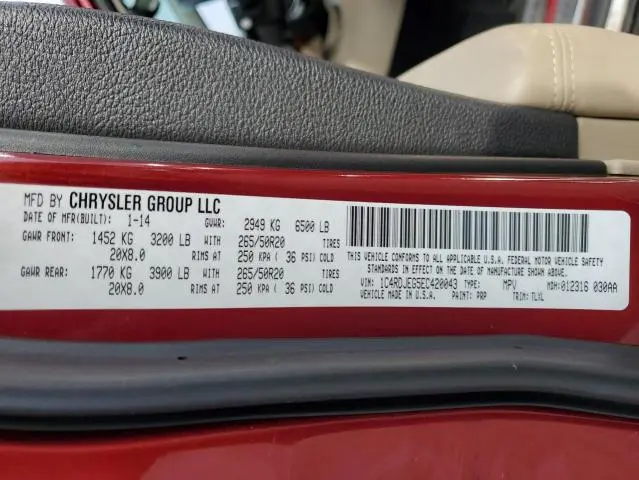 MFD BY CHRYSLER GROUP LLC
DATE OF MFR(BUILT): 1-14 GVWR: 2949 KG 6500 LB
GAWR FRONT: 1452 KG 3200 LB WITH 265/50R20 TIRES
20X8.0 RIMS AT 250 KPA ( 36 PSI) COLD
GAWR REAR: 1770 KG 3900 LB WITH 265/50R20 TIRES
20X8.0 RIMS AT 250 KPA ( 36 PSI) COLD
THIS VEHICLE CONFORMS TO ALL APPLICABLE U.S.A. FEDERAL MOTOR VEHICLE SAFETY
STANDARDS IN EFFECT ON THE DATE OF MANUFACTURE SHOWN ABOVE.
VIN: 1C4RDJEG5EC420043 TYPE: MPV MDH:012316 030AA
VEHICLE MADE IN U.S.A. PAINT: PRP TRIM: TLYL